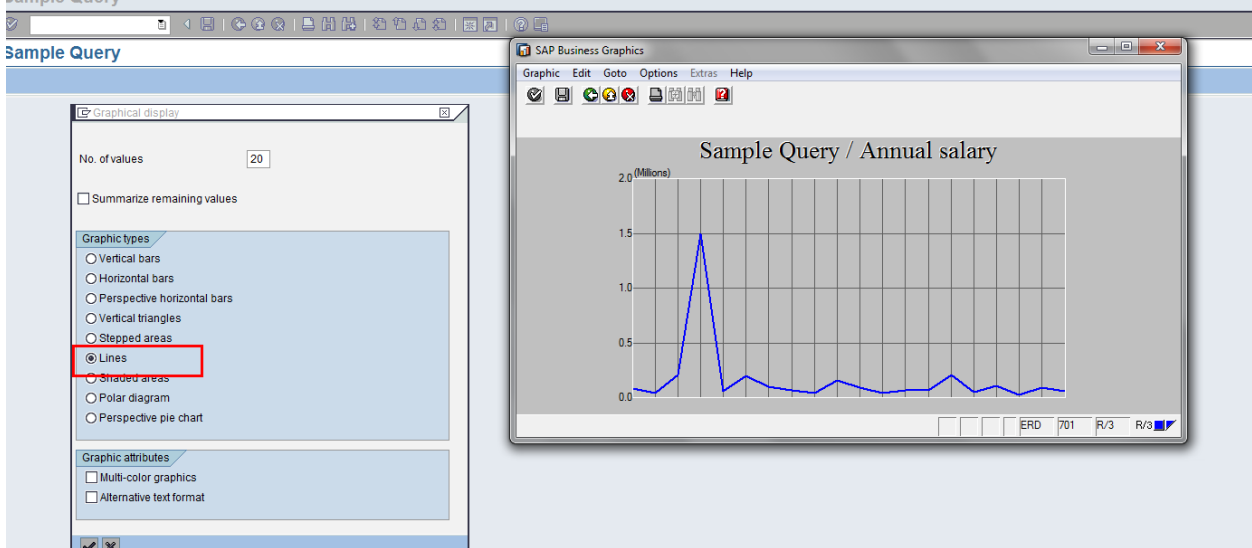 Sample Query
Sample Query
Graphical display
No. of values 20
Summarize remaining values
Graphic types
Vertical bars
Horizontal bars
Perspective horizontal bars
Vertical triangles
Stepped areas
Lines
Shaded areas
Polar diagram
Perspective pie chart
Graphic attributes
Multi-color graphics
Alternative text format
SAP Business Graphics
Graphic Edit Goto Options Extras Help
Sample Query / Annual salary
(Millions)
2.0
1.5
1.0
0.5
0.0
ERD 701 R/3 R/3